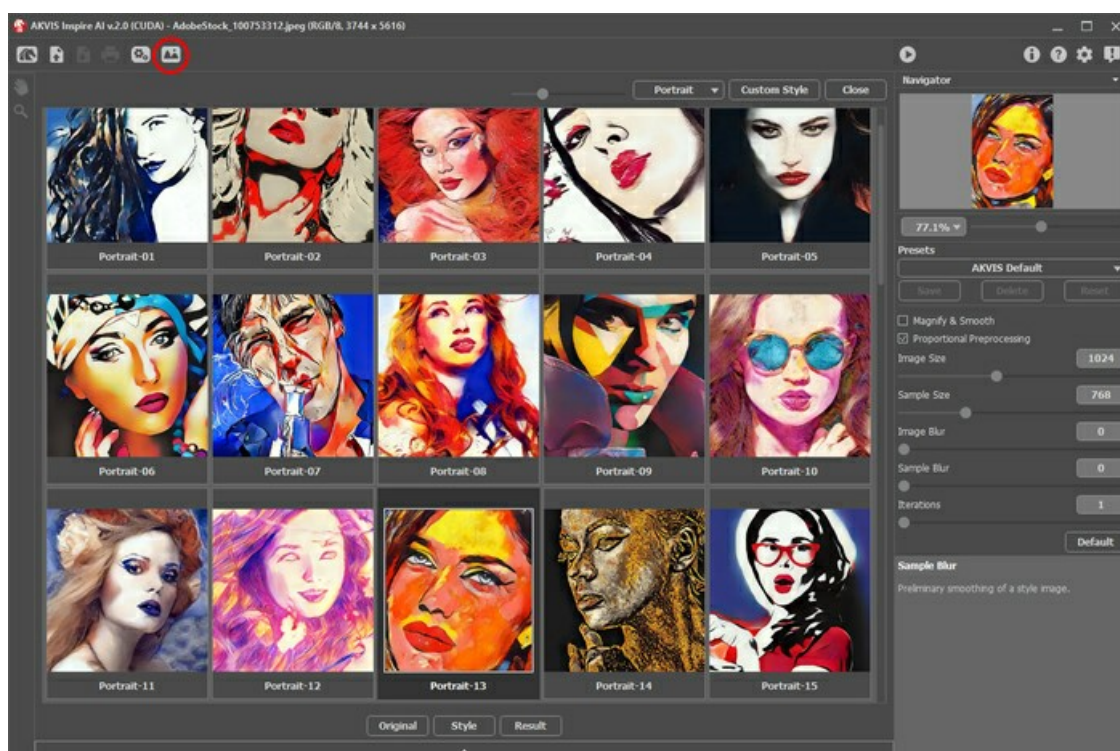 AKVIS Inspire AI v.2.0 (CUDA) - AdobeStock_100753312.jpeg (RGB/8, 3744 x 5616)
Portrait Custom Style Close
Portrait-01 Portrait-02 Portrait-03 Portrait-04 Portrait-05
Portrait-06 Portrait-07 Portrait-08 Portrait-09 Portrait-10
Portrait-11 Portrait-12 Portrait-13 Portrait-14 Portrait-15
Original Style Result
Navigator
77.1%
Presets
AKVIS Default
Save Delete Reset
Magnify & Smooth
Proportional Preprocessing
Image Size 1024
Sample Size 768
Image Blur 0
Sample Blur 0
Iterations 1
Default
Sample Blur
Preliminary smoothing of a style image.